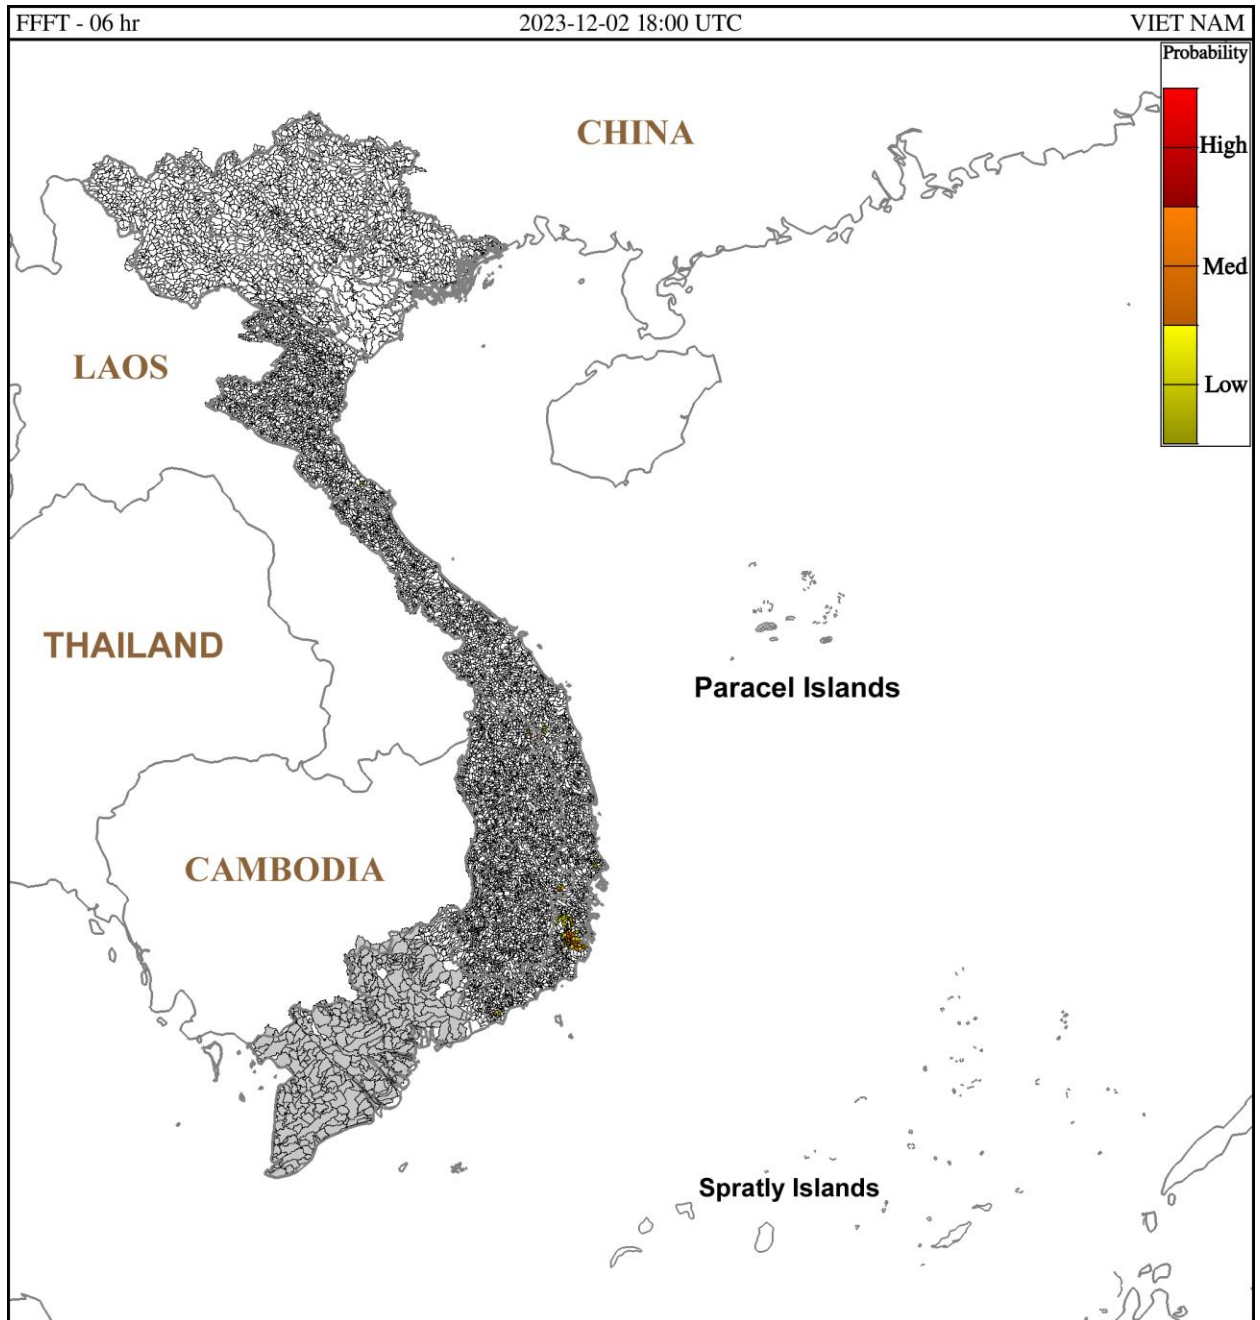 FFFT - 06 hr
2023-12-02 18:00 UTC
VIET NAM
Probability
High
Med
Low
CHINA
LAOS
THAILAND
Paracel Islands
CAMBODIA
Spratly Islands